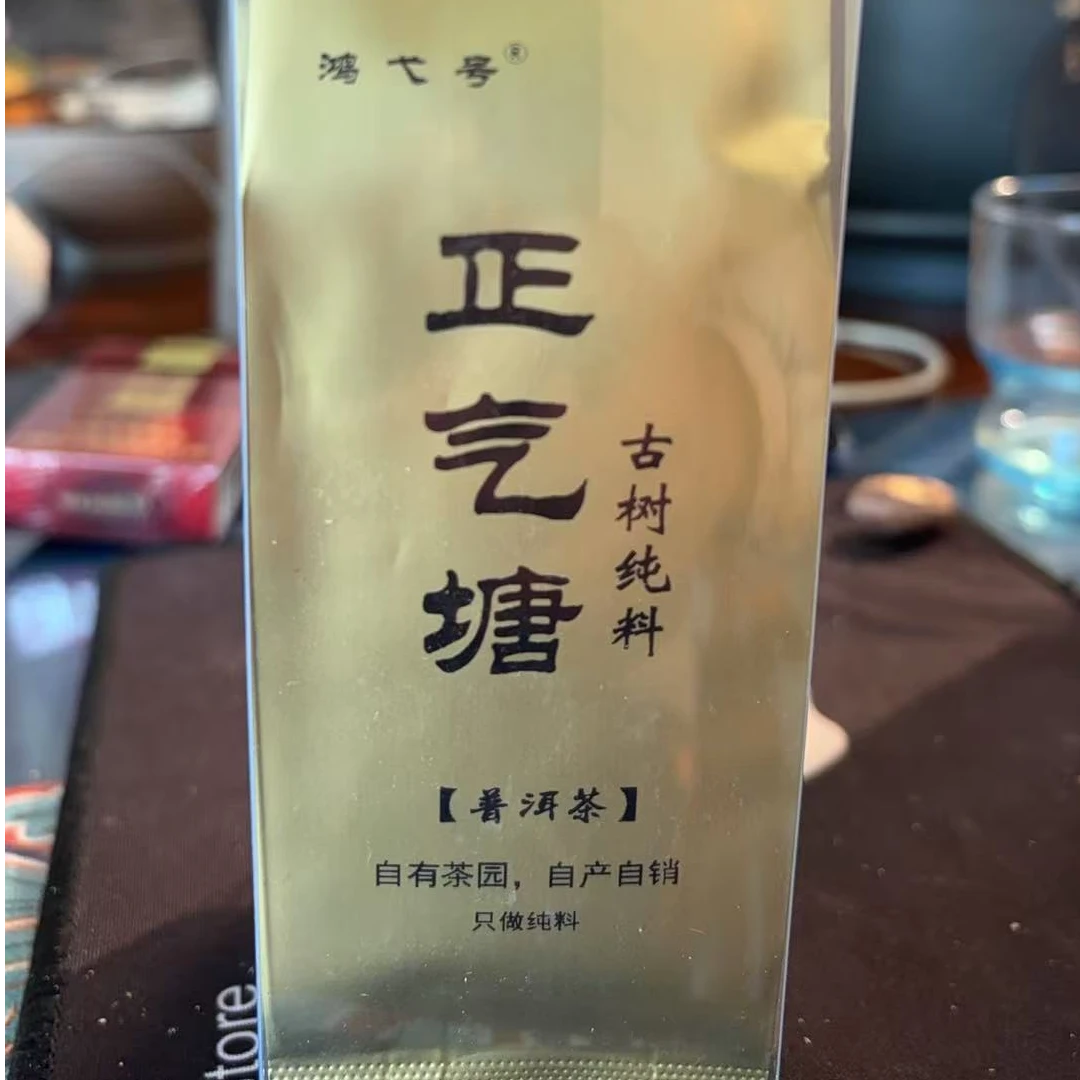 鸿弋号®
正气塘
古树纯料
【普洱茶】
自有茶园，自产自销
只做纯料
tore